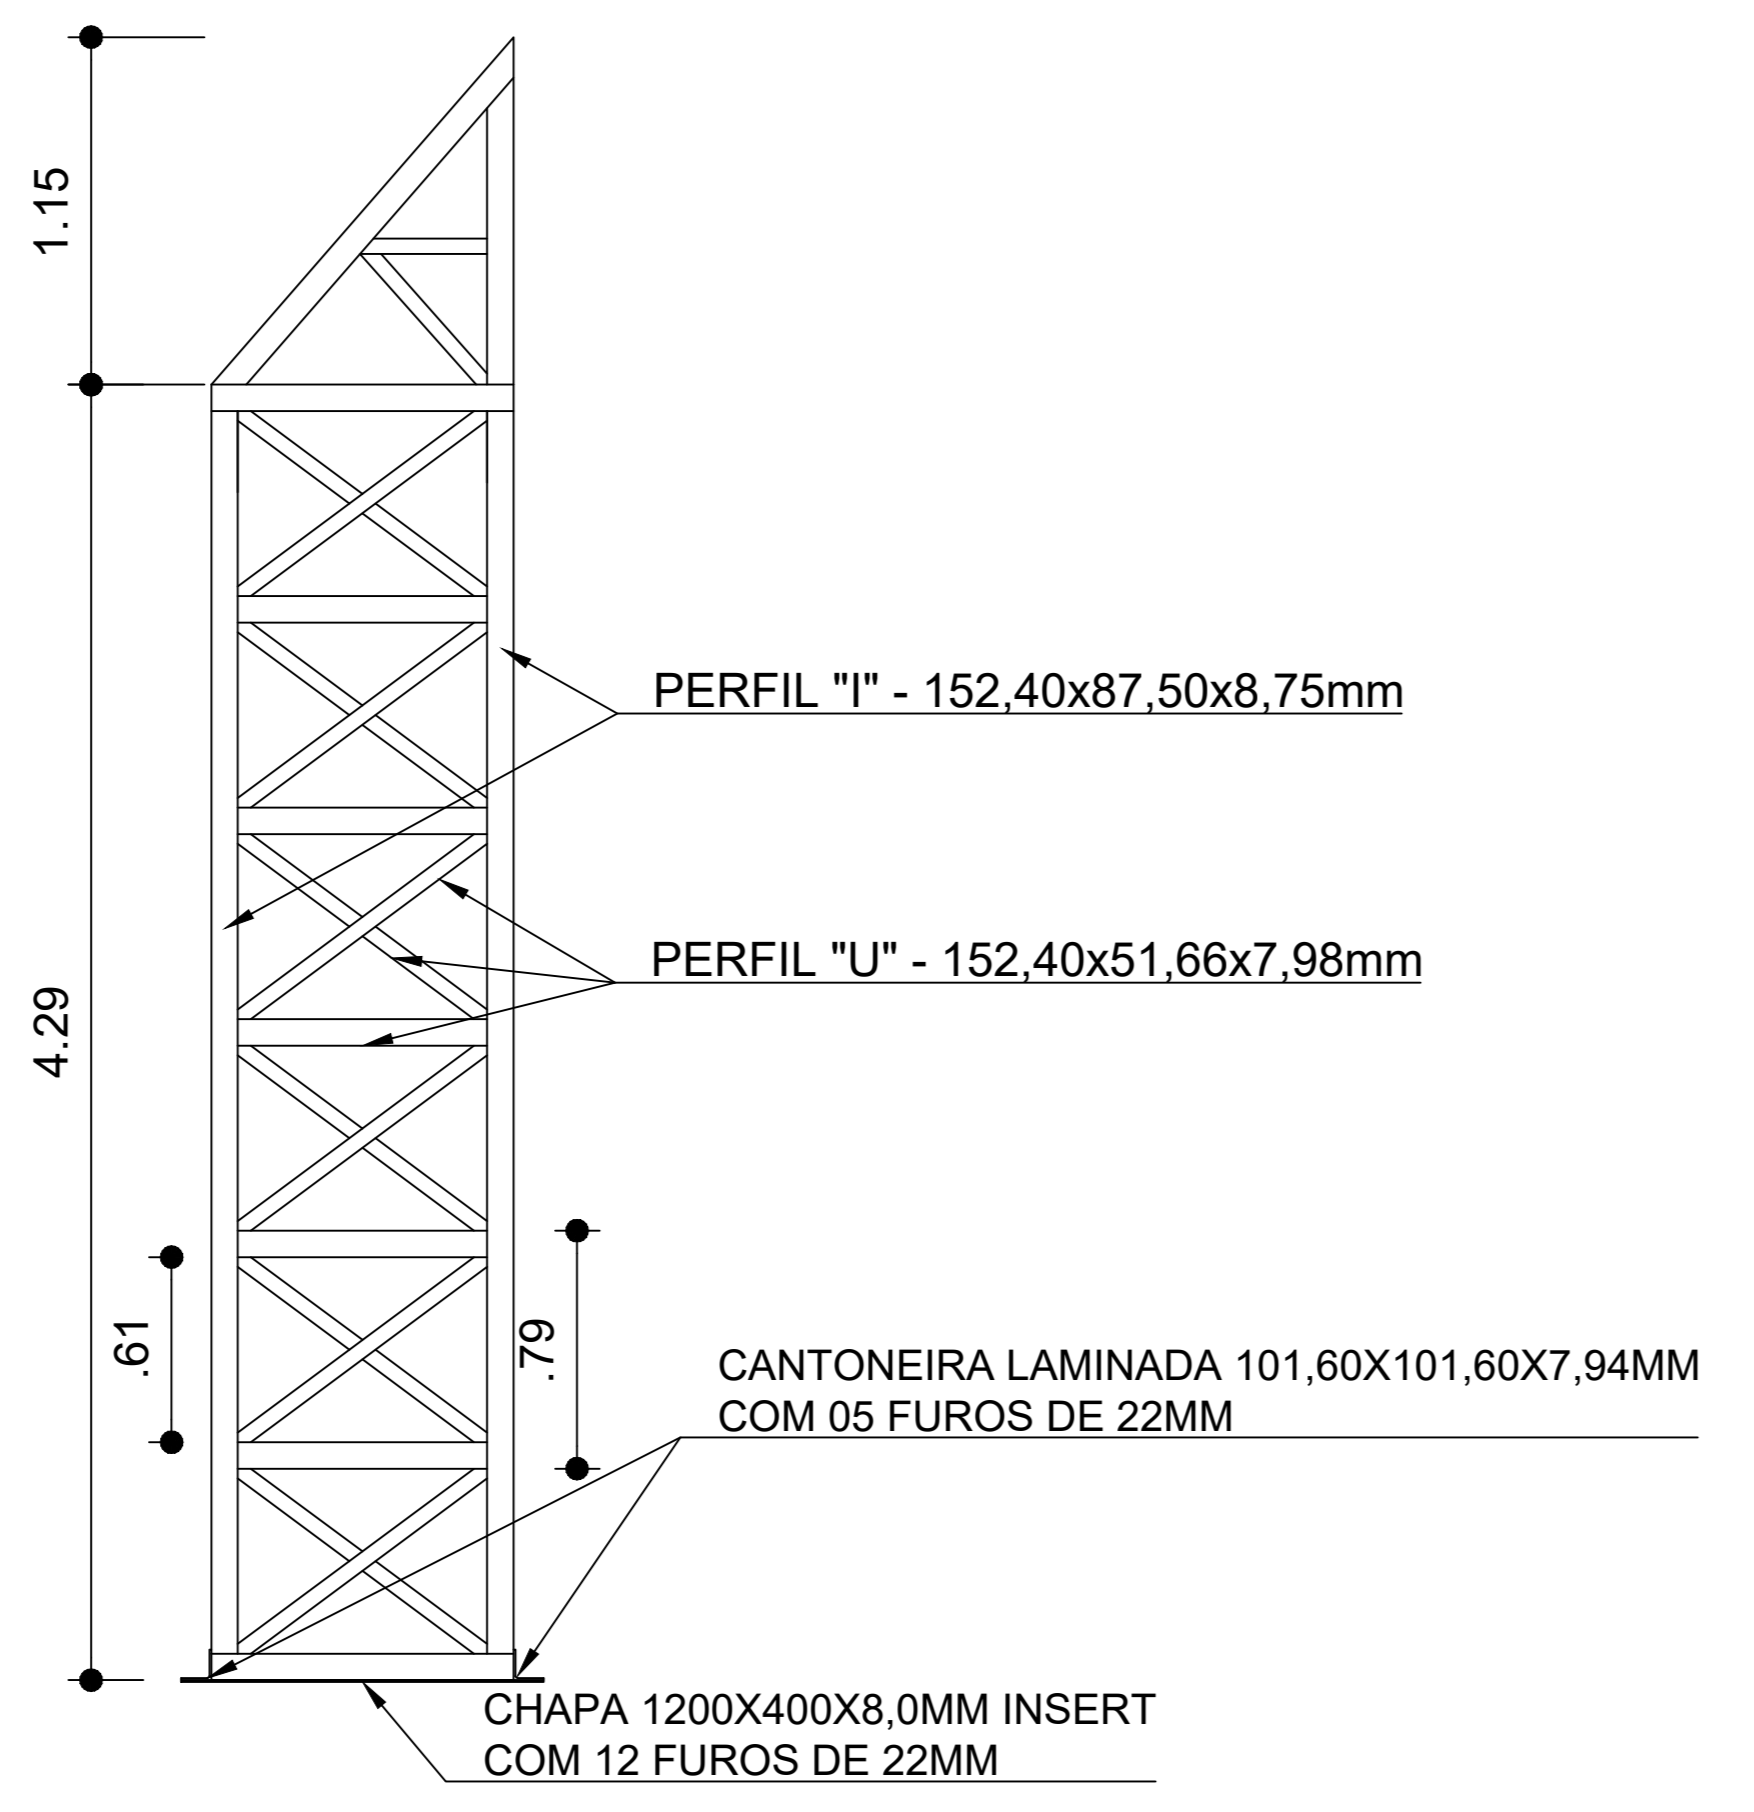 1.15
PERFIL "I" - 152,40x87,50x8,75mm
PERFIL "U" - 152,40x51,66x7,98mm
4.29
.61
.79
CANTONEIRA LAMINADA 101,60X101,60X7,94MM
COM 05 FUROS DE 22MM
CHAPA 1200X400X8,0MM INSERT
COM 12 FUROS DE 22MM